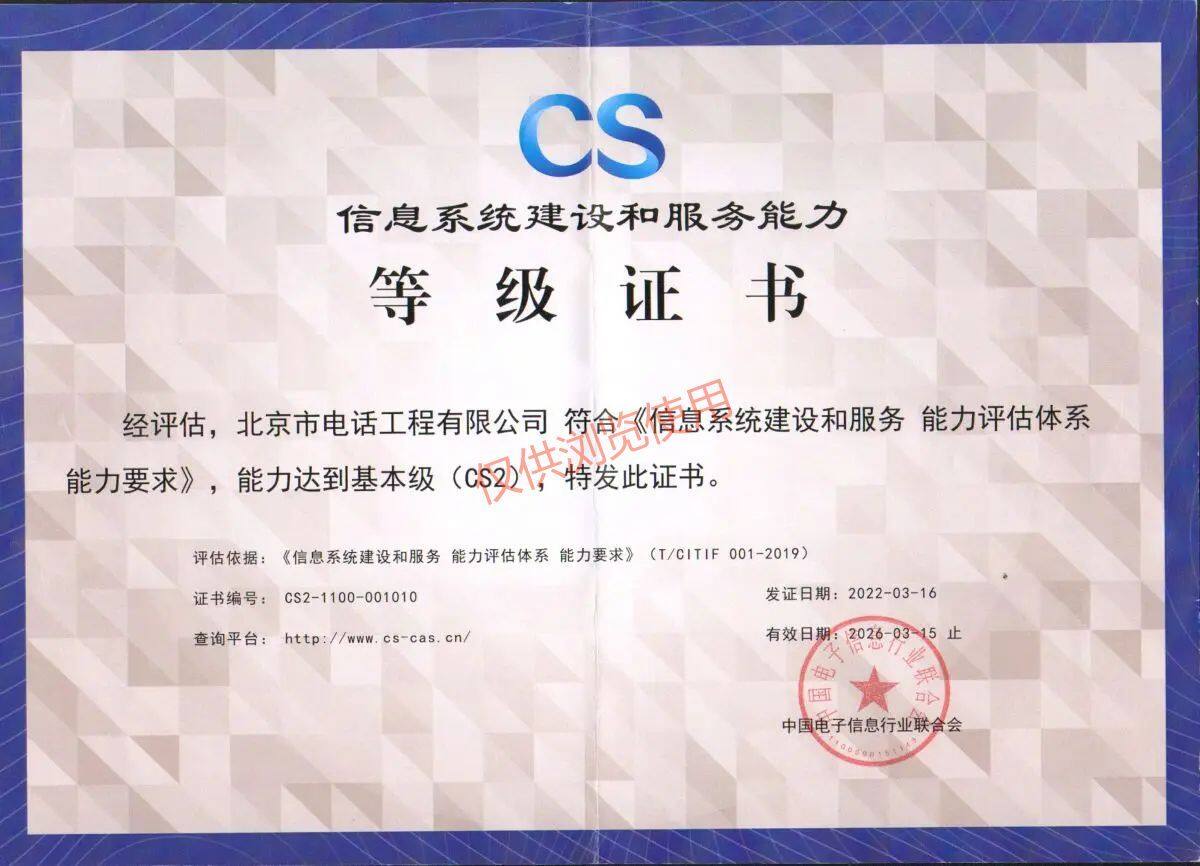 CS
信息系统建设和服务能力
等级证书
经评估，北京市电话工程有限公司 符合《信息系统建设和服务 能力评估体系
能力要求》，能力达到基本级（CS2），特发此证书。
仅供浏览使用
评估依据：《信息系统建设和服务 能力评估体系 能力要求》（T/CITIF 001-2019）
证书编号： CS2-1100-001010
发证日期：2022-03-16
查询平台： http://www.cs-cas.cn/
有效日期：2026-03-15 止
中国电子信息行业联合会
中国电子信息行业联合会